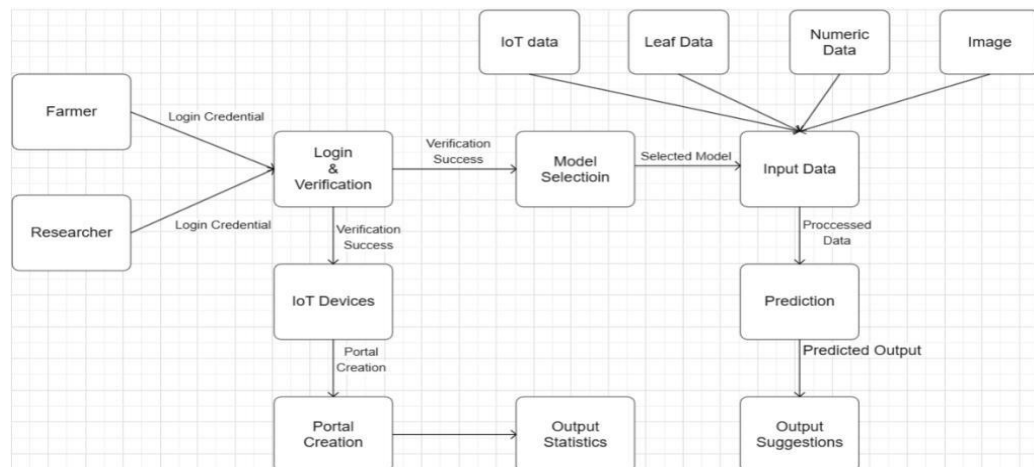 IoT data
Leaf Data
Numeric
Data
Image
Farmer
Login Credential
Login
&
Verification
Verification
Success
Model
Selectioin
Selected Model
Input Data
Researcher
Login Credential
Verification
Success
Proccessed
Data
IoT Devices
Prediction
Portal
Creation
Predicted Output
Portal
Creation
Output
Statistics
Output
Suggestions